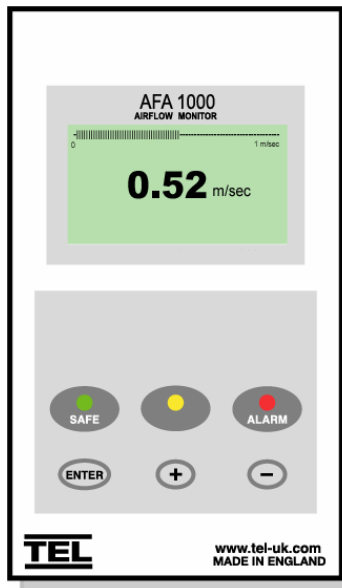 AFA 1000
AIRFLOW MONITOR
0 1 m/sec
0.52 m/sec
SAFE ALARM
ENTER + −
TEL
www.tel-uk.com
MADE IN ENGLAND